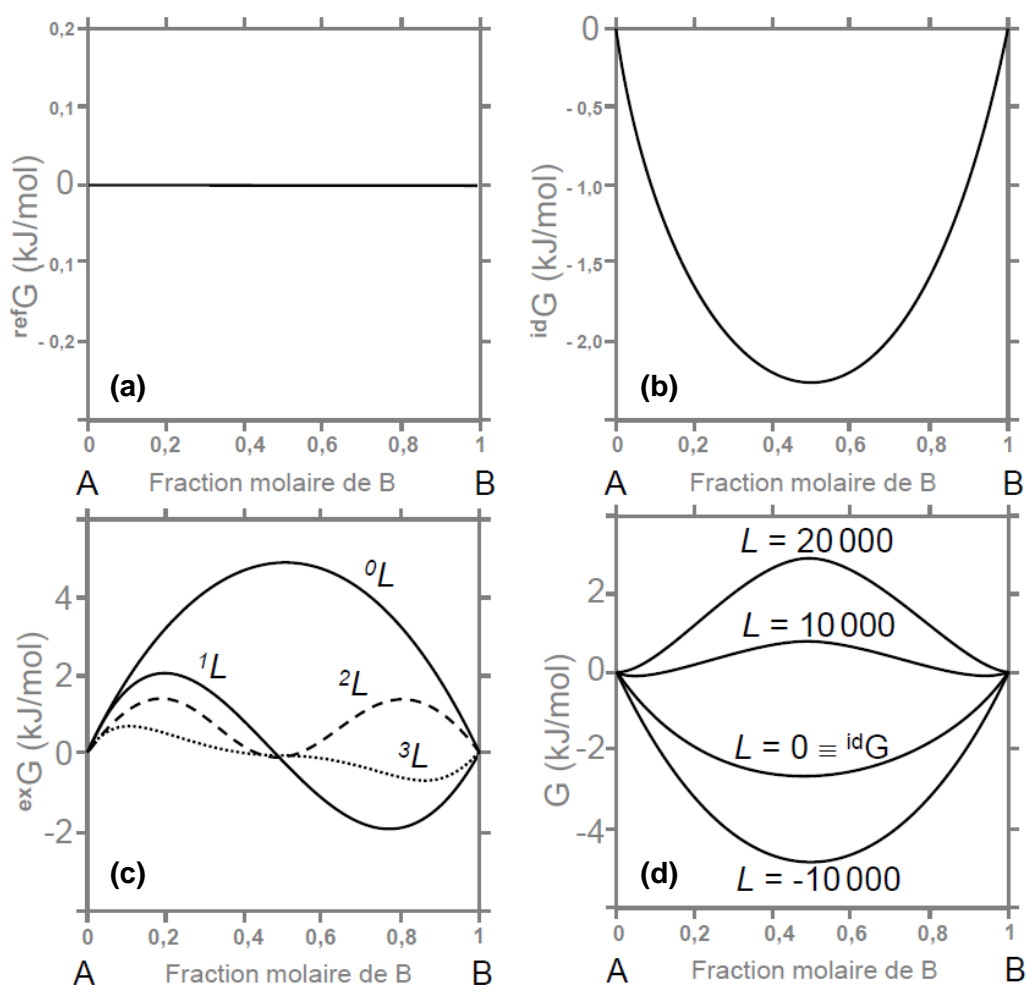 refG (kJ/mol)
0,2
0,1
0
- 0,1
- 0,2
(a)
0 0,2 0,4 0,6 0,8 1
A Fraction molaire de B B
idG (kJ/mol)
0
- 0,5
- 1,0
- 1,5
- 2,0
(b)
0 0,2 0,4 0,6 0,8 1
A Fraction molaire de B B
exG (kJ/mol)
4
2
0
-2
0L
1L
2L
3L
(c)
0 0,2 0,4 0,6 0,8 1
A Fraction molaire de B B
G (kJ/mol)
2
0
-2
-4
L = 20 000
L = 10 000
L = 0 ≡ idG
L = -10 000
(d)
0 0,2 0,4 0,6 0,8 1
A Fraction molaire de B B